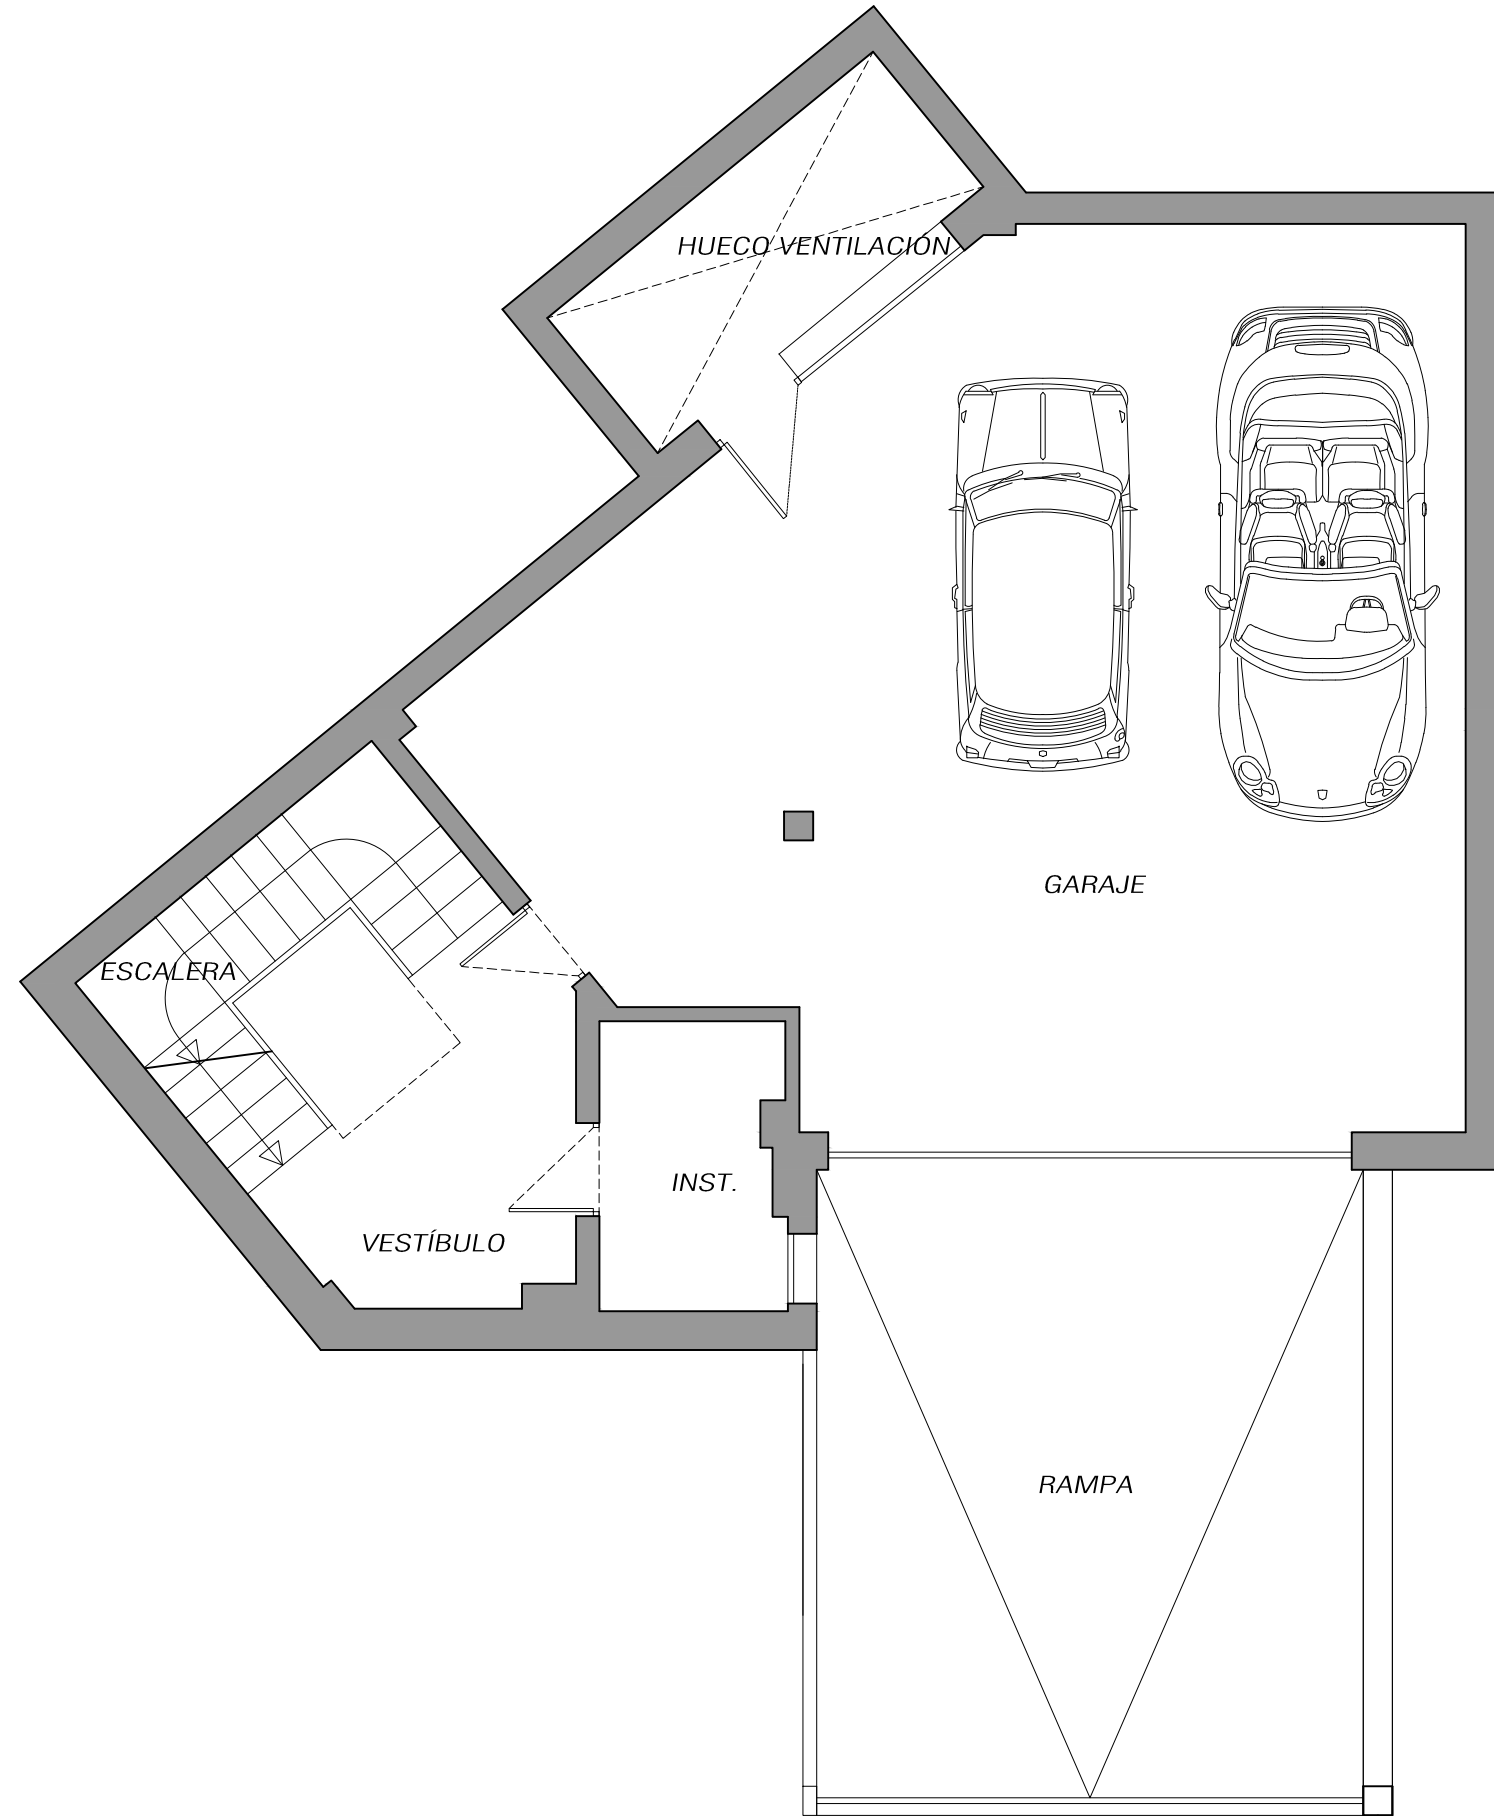 HUECO VENTILACIÓN
GARAJE
ESCALERA
INST.
VESTÍBULO
RAMPA